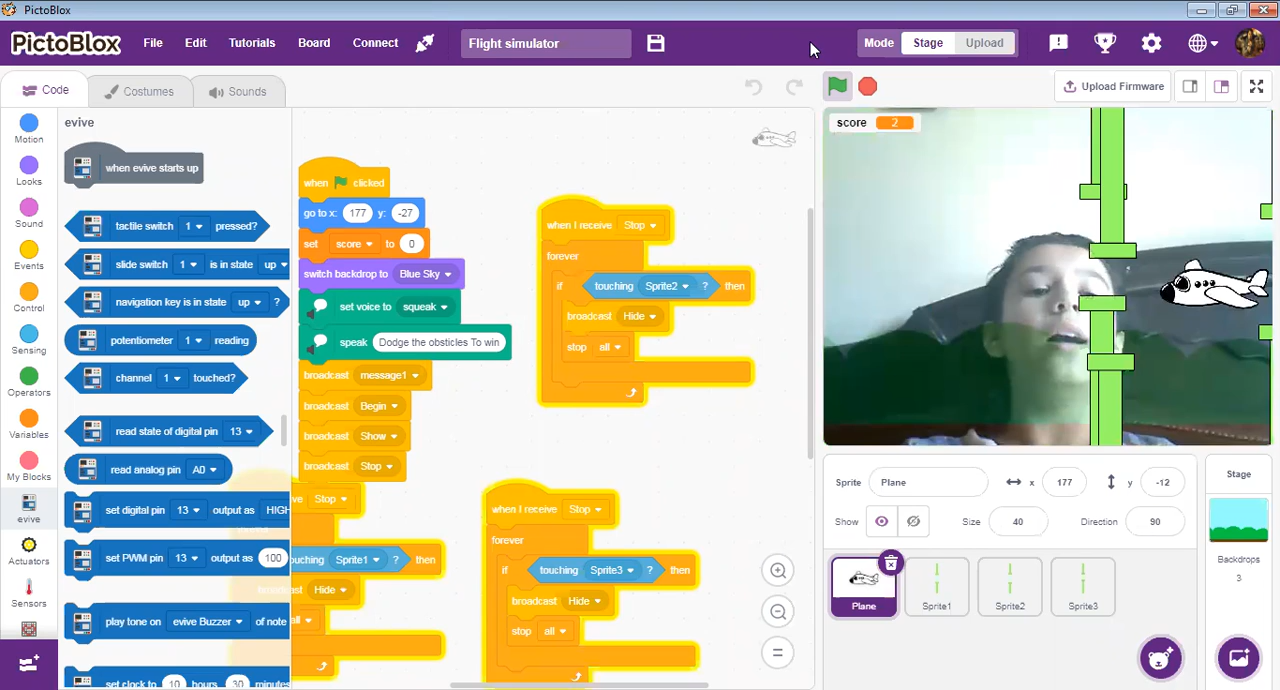 PictoBlox
PictoBlox File Edit Tutorials Board Connect Flight simulator Mode Stage Upload
Code Costumes Sounds Upload Firmware
Motion
Looks
Sound
Events
Control
Sensing
Operators
Variables
My Blocks
evive
Actuators
Sensors
evive
when evive starts up
tactile switch 1 pressed?
slide switch 1 is in state up
navigation key is in state up ?
potentiometer 1 reading
channel 1 touched?
read state of digital pin 13
read analog pin A0
set digital pin 13 output as HIGH
set PWM pin 13 output as 100
play tone on evive Buzzer of note
set clock to 10 hours 30 minutes
when clicked
go to x: 177 y: -27
set score to 0
switch backdrop to Blue Sky
set voice to squeak
speak Dodge the obsticles To win
broadcast message1
broadcast Begin
broadcast Show
broadcast Stop
Stop
Sprite1 ? then
Hide
when I receive Stop
forever
if touching Sprite2 ? then
broadcast Hide
stop all
when I receive Stop
forever
if touching Sprite3 ? then
broadcast Hide
stop all
score 2
Sprite Plane x 177 y -12
Show Size 40 Direction 90
Plane Sprite1 Sprite2 Sprite3
Stage
Backdrops
3